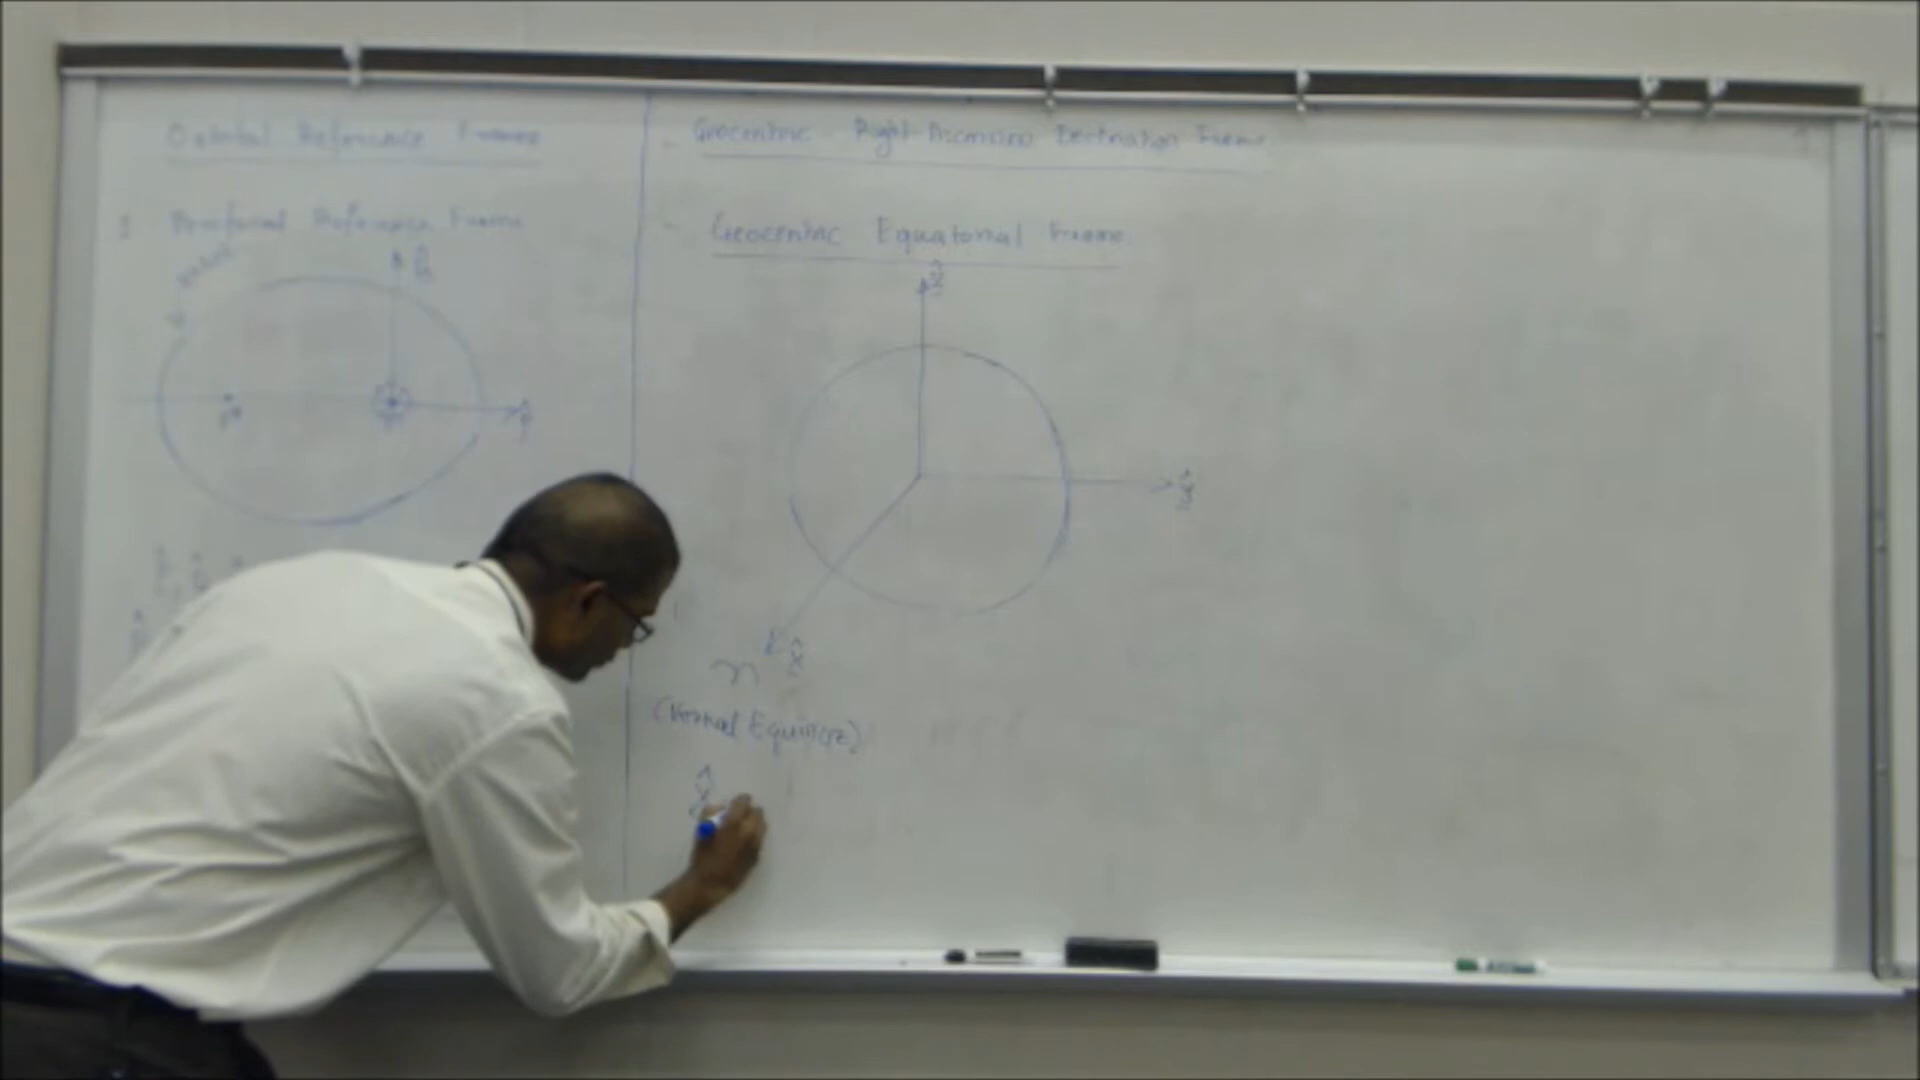 Orbital Reference Frames
1 Perifocal Reference Frame
ĥ
p̂
- Geocentric Right-Ascension Declination Frame
- Geocentric Equatorial Frame
ẑ
ŷ
x̂
(Vernal Equinox)
x̂